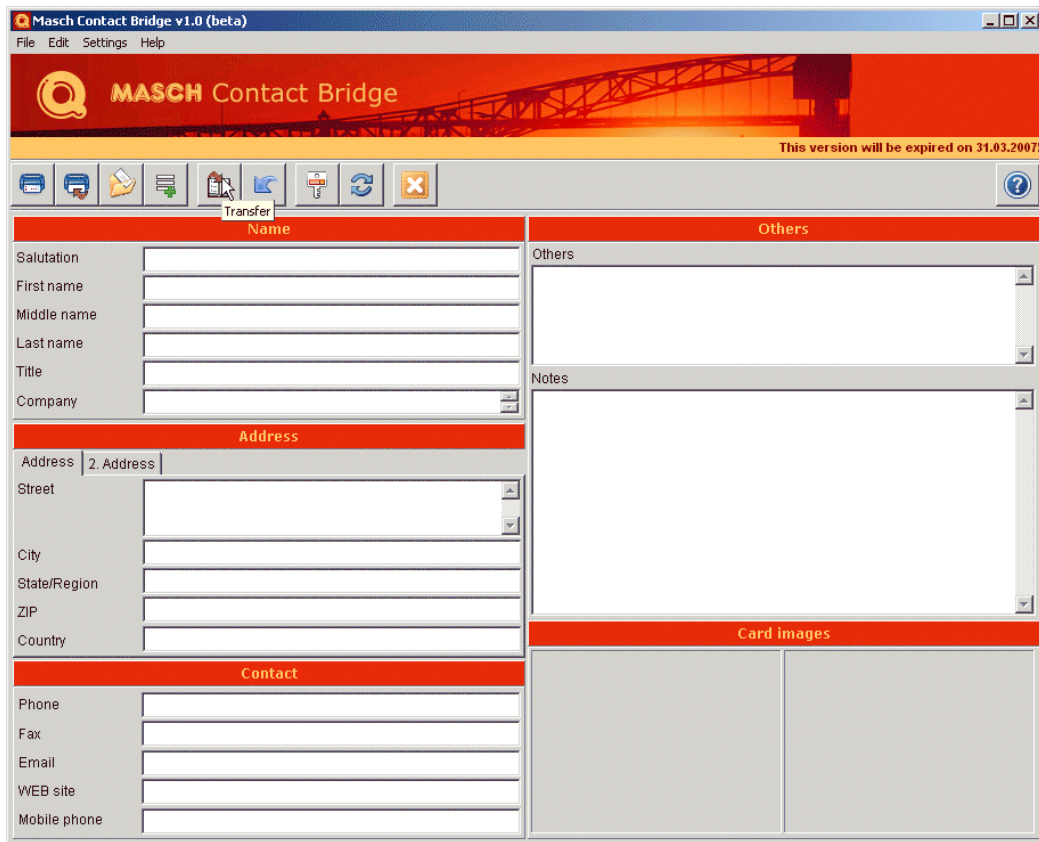 Masch Contact Bridge v1.0 (beta)
File Edit Settings Help
MASCH Contact Bridge
This version will be expired on 31.03.2007!
Transfer
Name
Salutation
First name
Middle name
Last name
Title
Company
Address
Address 2. Address
Street
City
State/Region
ZIP
Country
Contact
Phone
Fax
Email
WEB site
Mobile phone
Others
Others
Notes
Card images